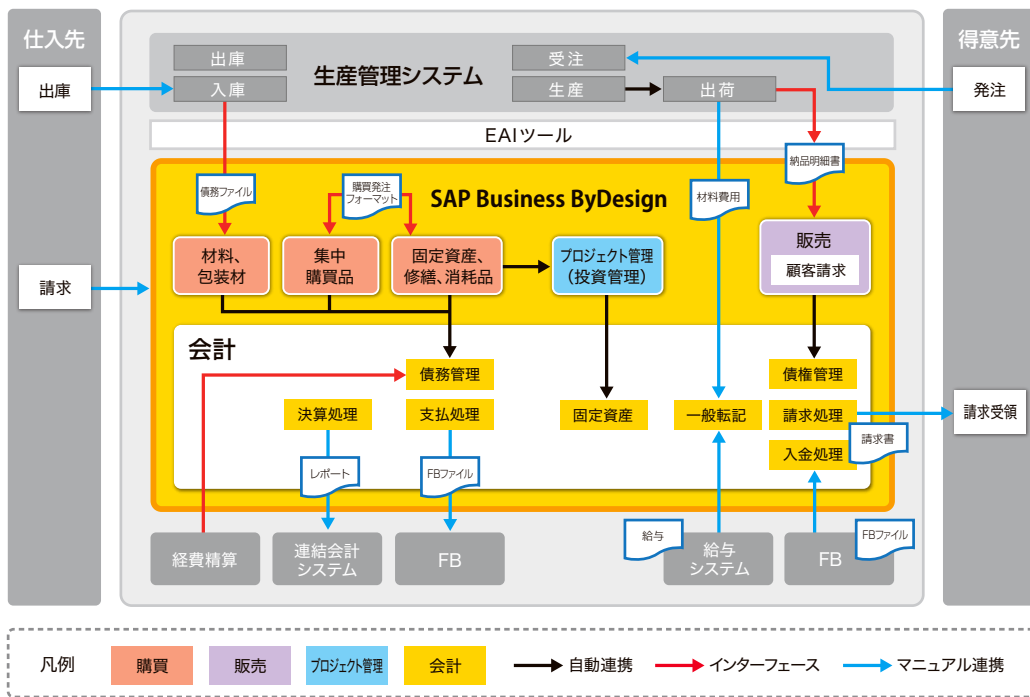 仕入先
得意先
出庫
受注
生産管理システム
出庫
入庫
生産
出荷
発注
EAIツール
納品明細書
債務ファイル
購買発注
フォーマット
SAP Business ByDesign
材料費用
材料、
包装材
集中
購買品
固定資産、
修繕、消耗品
プロジェクト管理
（投資管理）
販売
顧客請求
請求
会計
債務管理
債権管理
決算処理
支払処理
固定資産
一般転記
請求処理
請求受領
請求書
入金処理
レポート
FBファイル
給与
FBファイル
経費精算
連結会計
システム
FB
給与
システム
FB
凡例
購買
販売
プロジェクト管理
会計
自動連携
インターフェース
マニュアル連携